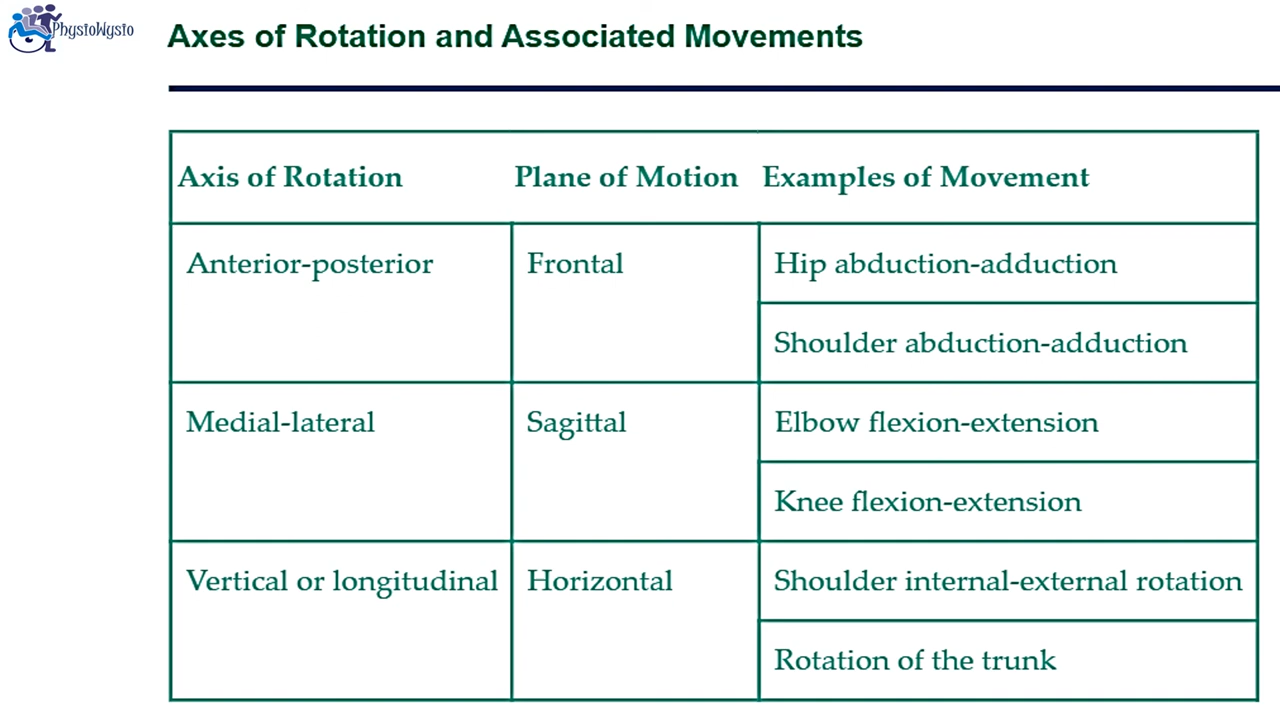 PhysioWysio
Axes of Rotation and Associated Movements
Axis of Rotation Plane of Motion Examples of Movement
Anterior-posterior Frontal Hip abduction-adduction
Shoulder abduction-adduction
Medial-lateral Sagittal Elbow flexion-extension
Knee flexion-extension
Vertical or longitudinal Horizontal Shoulder internal-external rotation
Rotation of the trunk